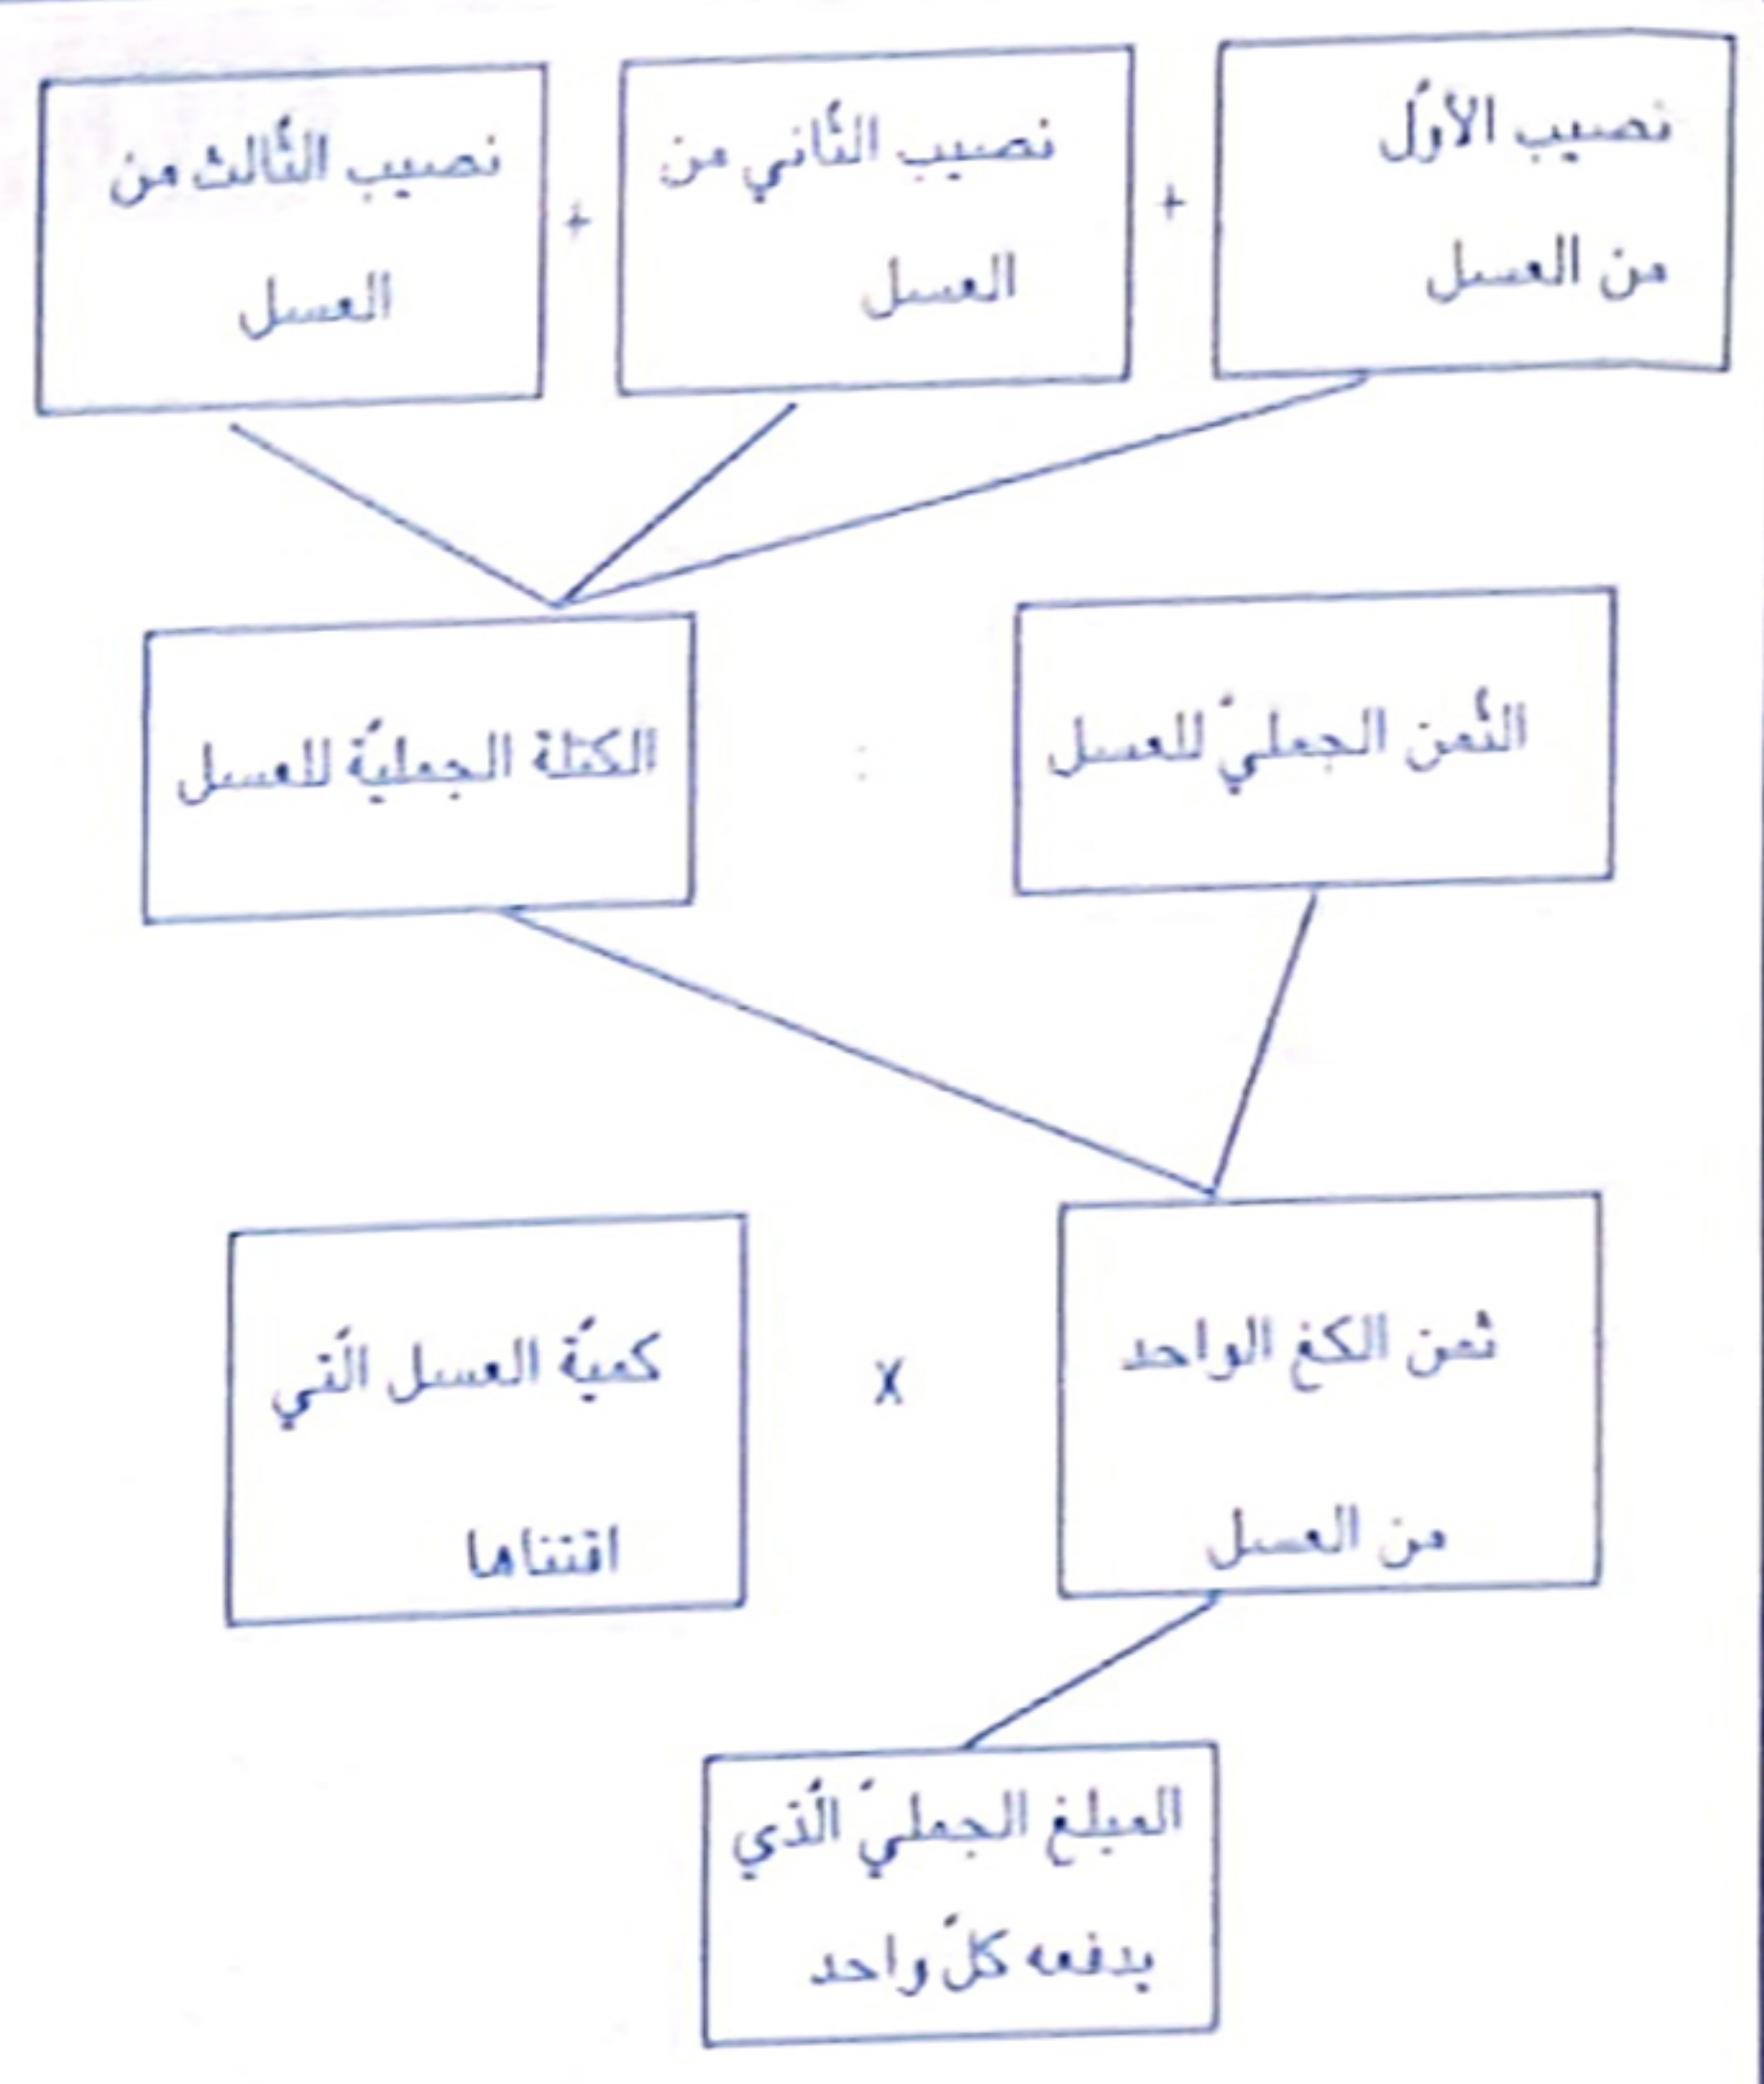 نصيب الأوّل
من العسل
+
نصيب الثّاني من
العسل
+
نصيب الثّالث من
العسل
الثّمن الجمليّ للعسل
:
الكتلة الجمليّة للعسل
ثمن الكغ الواحد
من العسل
X
كميّة العسل الّتي
اقتناها
المبلغ الجمليّ الّذي
يدفعه كلّ واحد